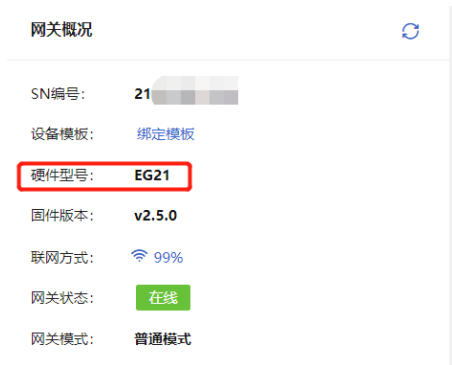 网关概况
SN编号： 21
设备模板： 绑定模板
硬件型号： EG21
固件版本： v2.5.0
联网方式： 99%
网关状态： 在线
网关模式： 普通模式